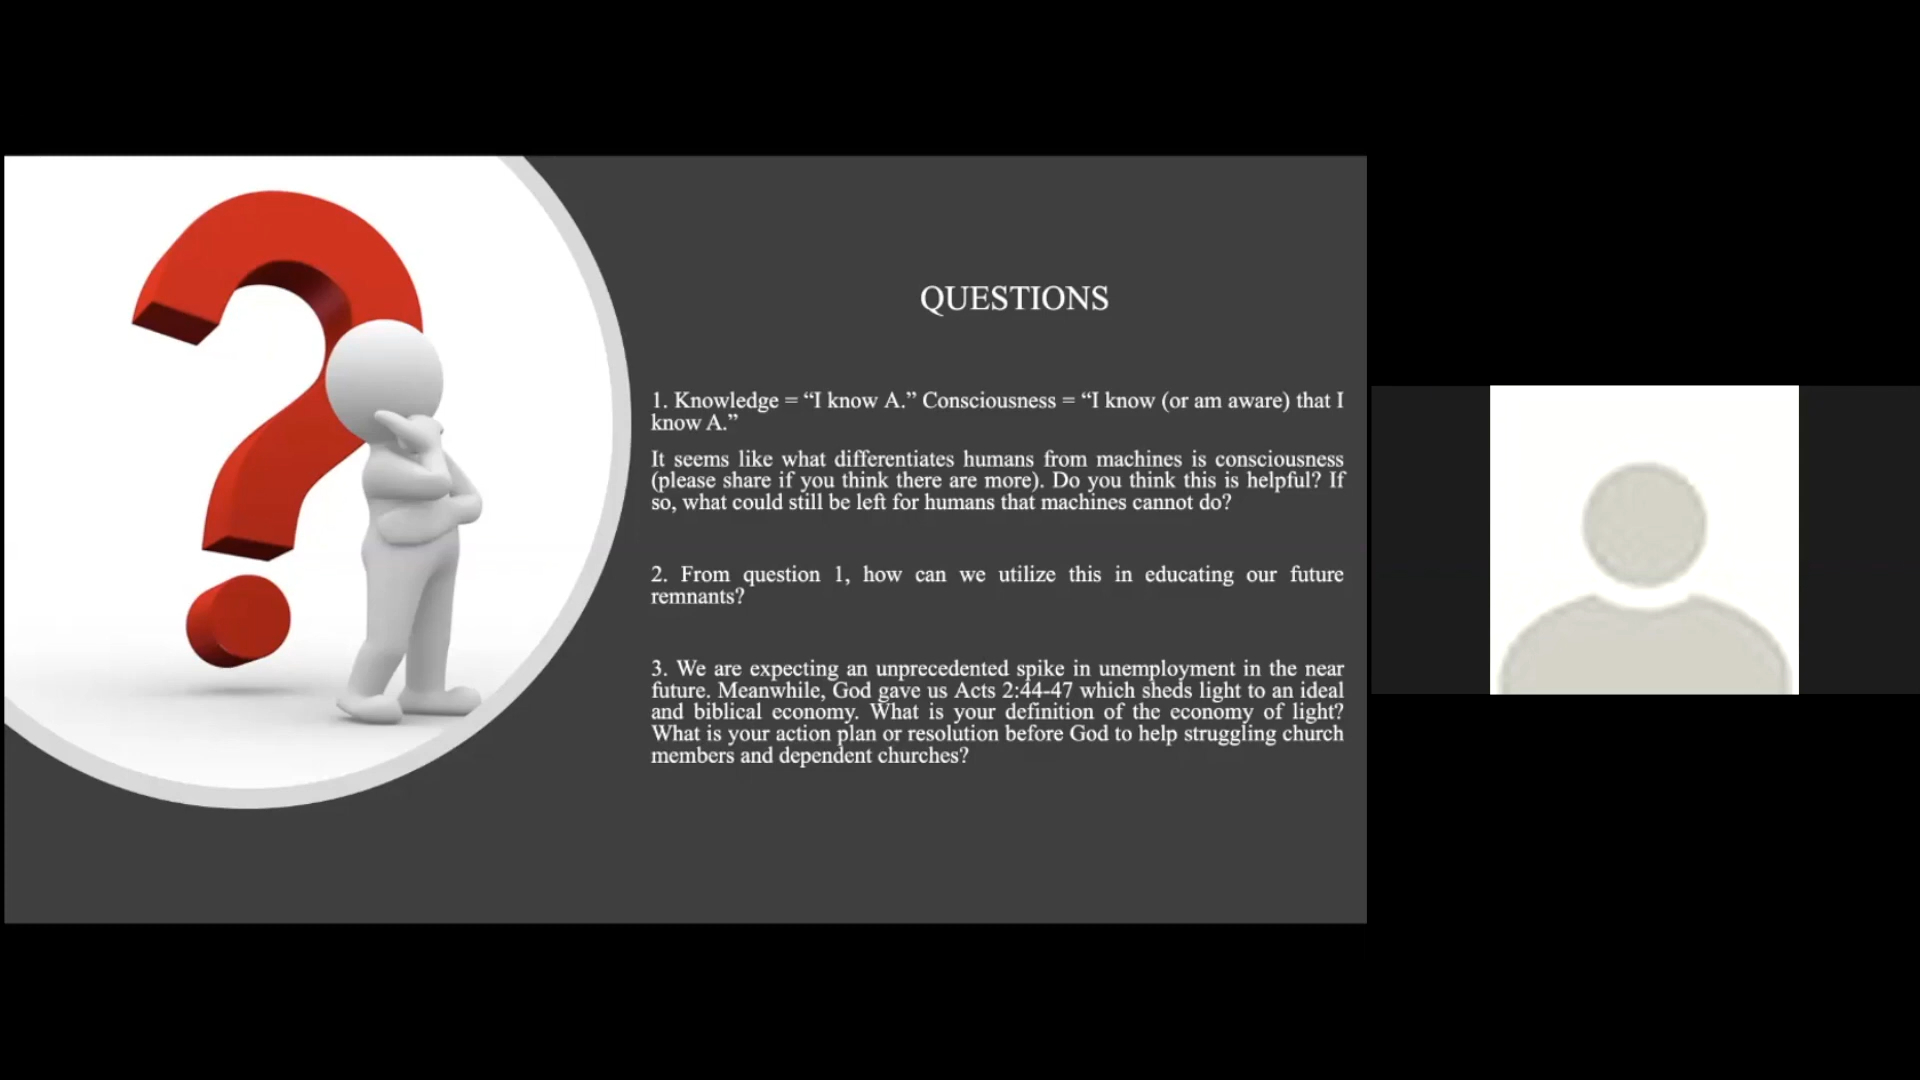 QUESTIONS
1. Knowledge = “I know A.” Consciousness = “I know (or am aware) that I
know A.”
It seems like what differentiates humans from machines is consciousness
(please share if you think there are more). Do you think this is helpful? If
so, what could still be left for humans that machines cannot do?
2. From question 1, how can we utilize this in educating our future
remnants?
3. We are expecting an unprecedented spike in unemployment in the near
future. Meanwhile, God gave us Acts 2:44-47 which sheds light to an ideal
and biblical economy. What is your definition of the economy of light?
What is your action plan or resolution before God to help struggling church
members and dependent churches?